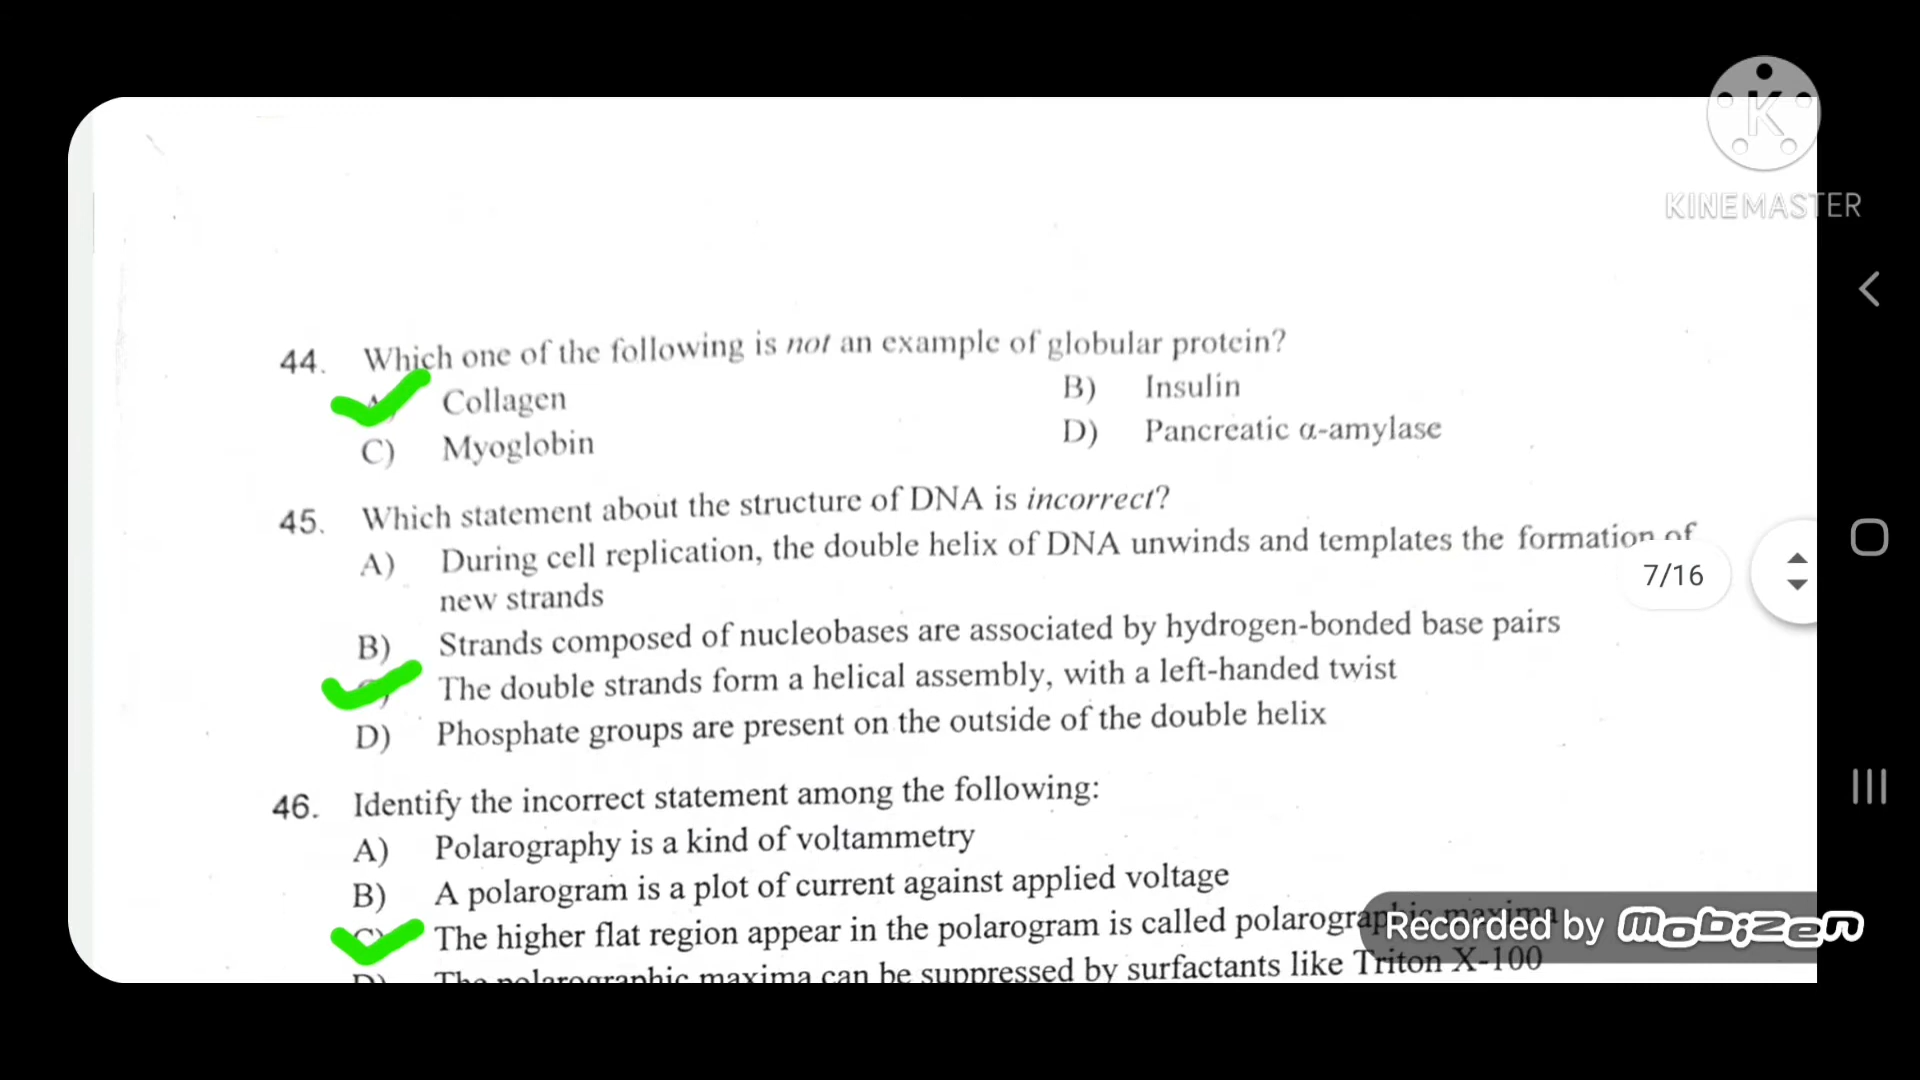 KINEMASTER
44. Which one of the following is not an example of globular protein?
Collagen B) Insulin
C) Myoglobin D) Pancreatic α-amylase
45. Which statement about the structure of DNA is incorrect?
A) During cell replication, the double helix of DNA unwinds and templates the formation of
new strands
7/16
B) Strands composed of nucleobases are associated by hydrogen-bonded base pairs
The double strands form a helical assembly, with a left-handed twist
D) Phosphate groups are present on the outside of the double helix
46. Identify the incorrect statement among the following:
A) Polarography is a kind of voltammetry
B) A polarogram is a plot of current against applied voltage
C) The higher flat region appear in the polarogram is called polarographic maxima
Recorded by Mobizen
D) The polarographic maxima can be suppressed by surfactants like Triton X-100